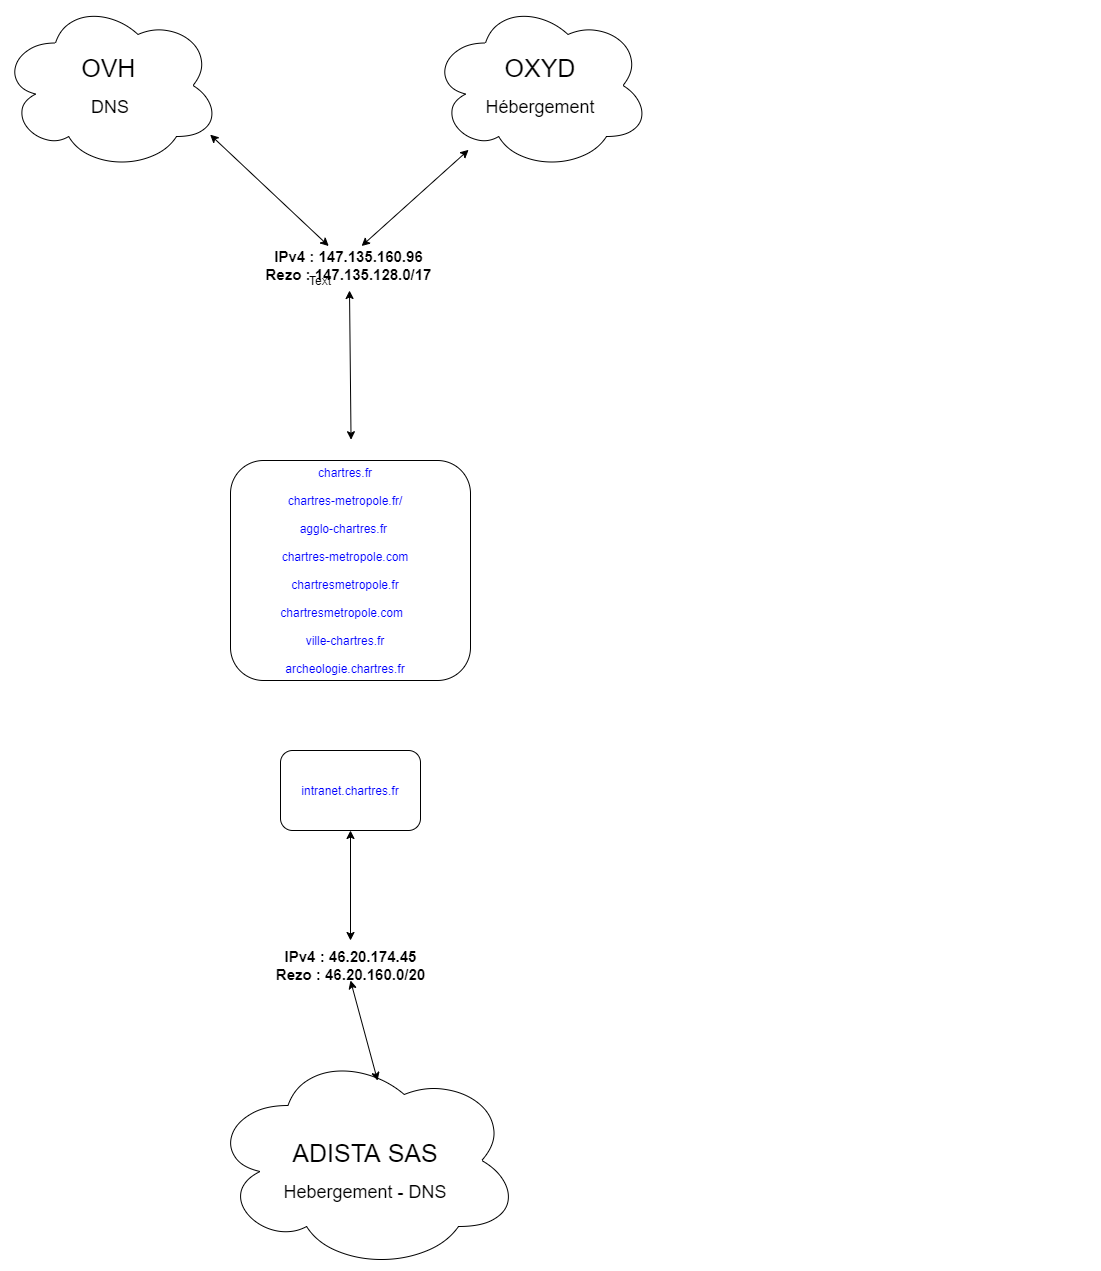 OVH
DNS
OXYD
Hébergement
IPv4 : 147.135.160.96
Rezo : 147.135.128.0/17
Text
chartres.fr
chartres-metropole.fr/
agglo-chartres.fr
chartres-metropole.com
chartresmetropole.fr
chartresmetropole.com
ville-chartres.fr
archeologie.chartres.fr
intranet.chartres.fr
IPv4 : 46.20.174.45
Rezo : 46.20.160.0/20
ADISTA SAS
Hebergement - DNS